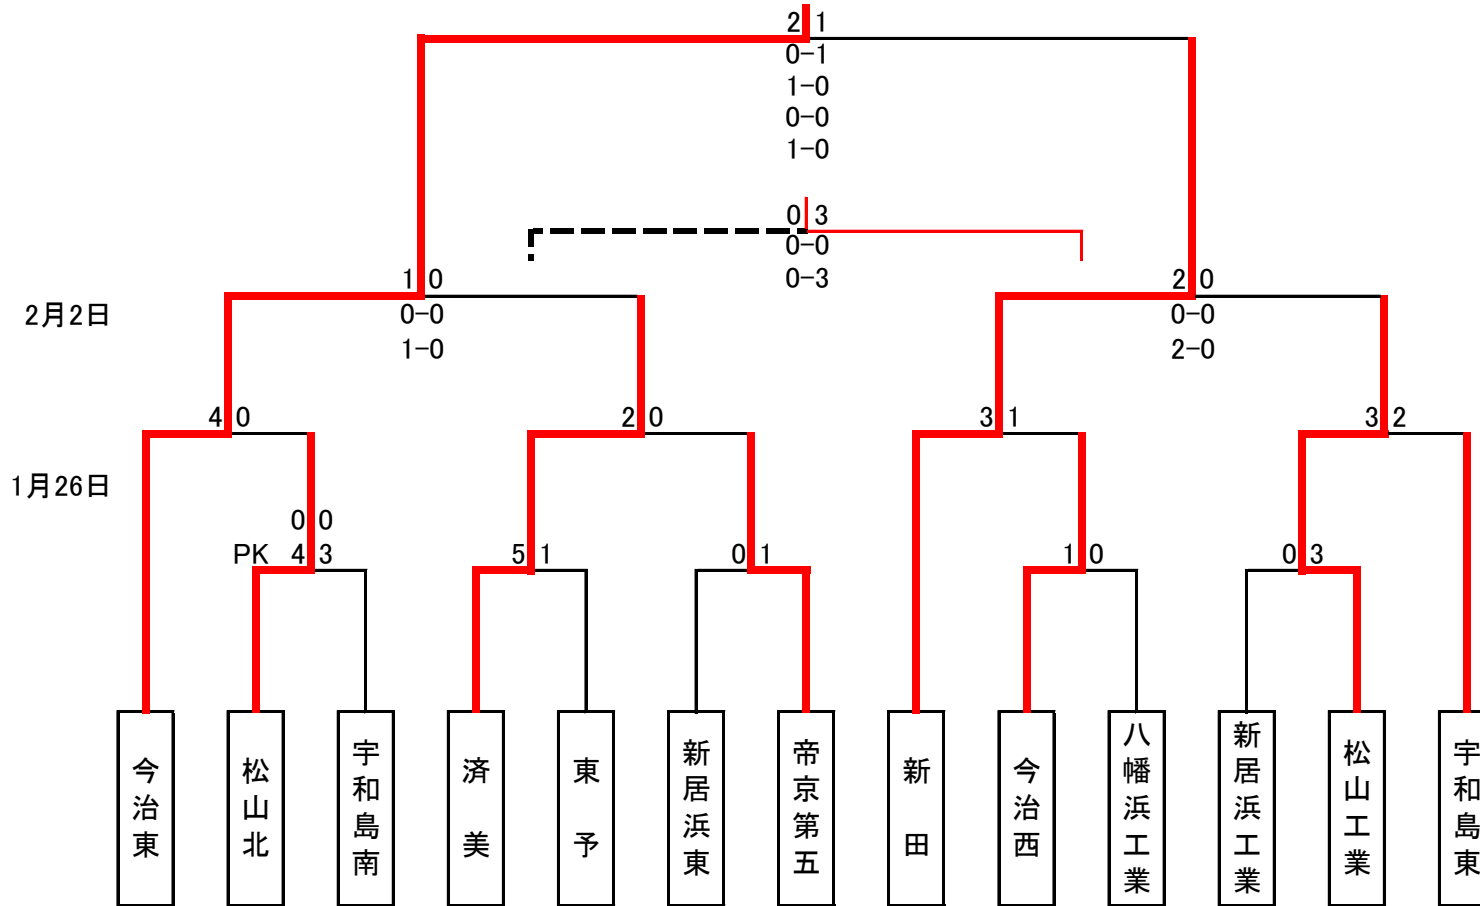 2 1
0-1
1-0
0-0
1-0
0 3
0-0
0-3
1 0
0-0
1-0
2 0
0-0
2-0
2月2日
4 0
2 0
3 1
3 2
1月26日
0 0
PK 4 3
5 1
0 1
1 0
0 3
今治東
松山北
宇和島南
済美
東予
新居浜東
帝京第五
新田
今治西
八幡浜工業
新居浜工業
松山工業
宇和島東